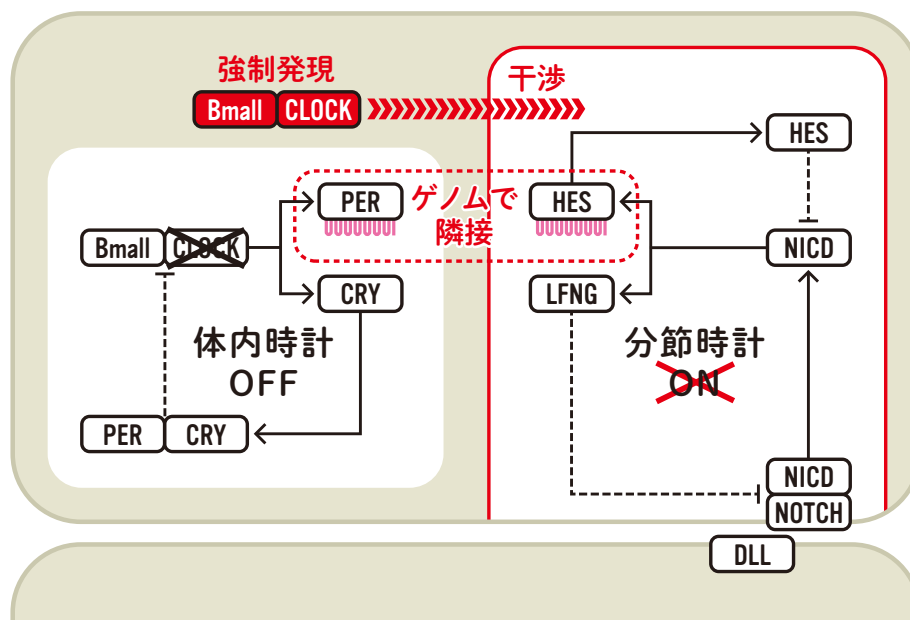 強制発現
Bmall CLOCK
干渉
HES
PER
ゲノムで
隣接
HES
Bmall CLOCK
NICD
CRY
LFNG
体内時計
OFF
分節時計
ON
PER CRY
NICD
NOTCH
DLL